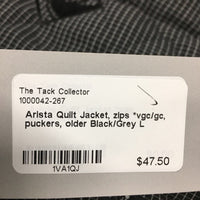 The Tack Collector
1000042-267
Arista Quilt Jacket, zips *vgc/gc,
puckers, older Black/Grey L
1VA1QJ
$47.50